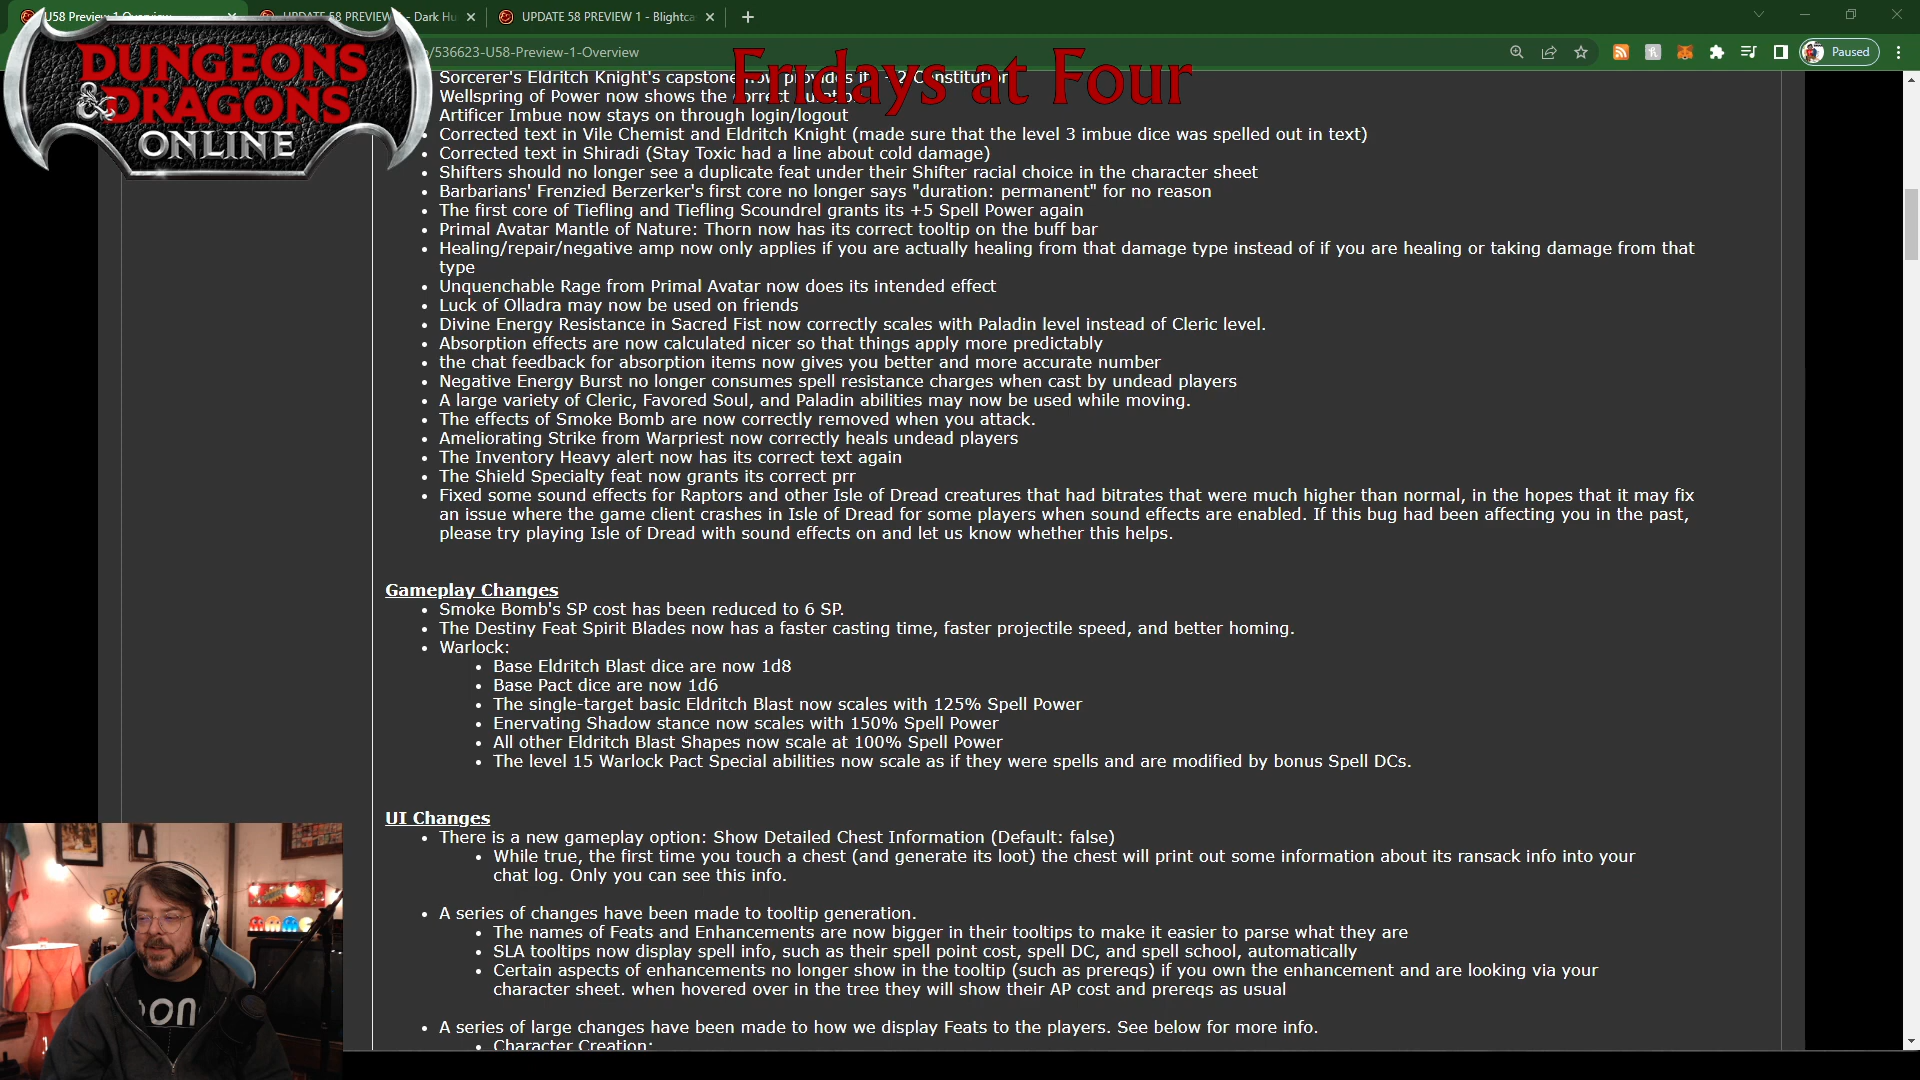 U58 Preview 1 Overview
UPDATE 58 PREVIEW 1 - Dark Hu
UPDATE 58 PREVIEW 1 - Blightca
/536623-U58-Preview-1-Overview
Paused
DUNGEONS
& DRAGONS
ONLINE
Fridays at Four
Sorcerer's Eldritch Knight's capstone now provides its +2 Constitution
Wellspring of Power now shows the correct duration
Artificer Imbue now stays on through login/logout
• Corrected text in Vile Chemist and Eldritch Knight (made sure that the level 3 imbue dice was spelled out in text)
• Corrected text in Shiradi (Stay Toxic had a line about cold damage)
• Shifters should no longer see a duplicate feat under their Shifter racial choice in the character sheet
• Barbarians' Frenzied Berzerker's first core no longer says "duration: permanent" for no reason
• The first core of Tiefling and Tiefling Scoundrel grants its +5 Spell Power again
• Primal Avatar Mantle of Nature: Thorn now has its correct tooltip on the buff bar
• Healing/repair/negative amp now only applies if you are actually healing from that damage type instead of if you are healing or taking damage from that
type
• Unquenchable Rage from Primal Avatar now does its intended effect
• Luck of Olladra may now be used on friends
• Divine Energy Resistance in Sacred Fist now correctly scales with Paladin level instead of Cleric level.
• Absorption effects are now calculated nicer so that things apply more predictably
• the chat feedback for absorption items now gives you better and more accurate number
• Negative Energy Burst no longer consumes spell resistance charges when cast by undead players
• A large variety of Cleric, Favored Soul, and Paladin abilities may now be used while moving.
• The effects of Smoke Bomb are now correctly removed when you attack.
• Ameliorating Strike from Warpriest now correctly heals undead players
• The Inventory Heavy alert now has its correct text again
• The Shield Specialty feat now grants its correct prr
• Fixed some sound effects for Raptors and other Isle of Dread creatures that had bitrates that were much higher than normal, in the hopes that it may fix
an issue where the game client crashes in Isle of Dread for some players when sound effects are enabled. If this bug had been affecting you in the past,
please try playing Isle of Dread with sound effects on and let us know whether this helps.
Gameplay Changes
• Smoke Bomb's SP cost has been reduced to 6 SP.
• The Destiny Feat Spirit Blades now has a faster casting time, faster projectile speed, and better homing.
• Warlock:
• Base Eldritch Blast dice are now 1d8
• Base Pact dice are now 1d6
• The single-target basic Eldritch Blast now scales with 125% Spell Power
• Enervating Shadow stance now scales with 150% Spell Power
• All other Eldritch Blast Shapes now scale at 100% Spell Power
• The level 15 Warlock Pact Special abilities now scale as if they were spells and are modified by bonus Spell DCs.
UI Changes
• There is a new gameplay option: Show Detailed Chest Information (Default: false)
• While true, the first time you touch a chest (and generate its loot) the chest will print out some information about its ransack info into your
chat log. Only you can see this info.
• A series of changes have been made to tooltip generation.
• The names of Feats and Enhancements are now bigger in their tooltips to make it easier to parse what they are
• SLA tooltips now display spell info, such as their spell point cost, spell DC, and spell school, automatically
• Certain aspects of enhancements no longer show in the tooltip (such as prereqs) if you own the enhancement and are looking via your
character sheet. when hovered over in the tree they will show their AP cost and prereqs as usual
• A series of large changes have been made to how we display Feats to the players. See below for more info.
• Character Creation: